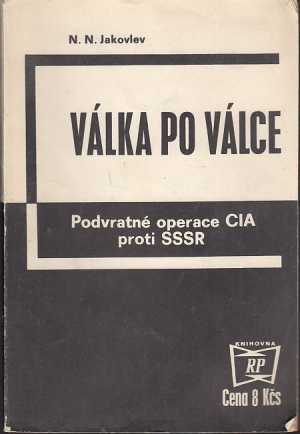 N. N. Jakovlev
VÁLKA PO VÁLCE
Podvratné operace CIA
proti SSSR
KNIHOVNA
RP
Cena 8 Kčs